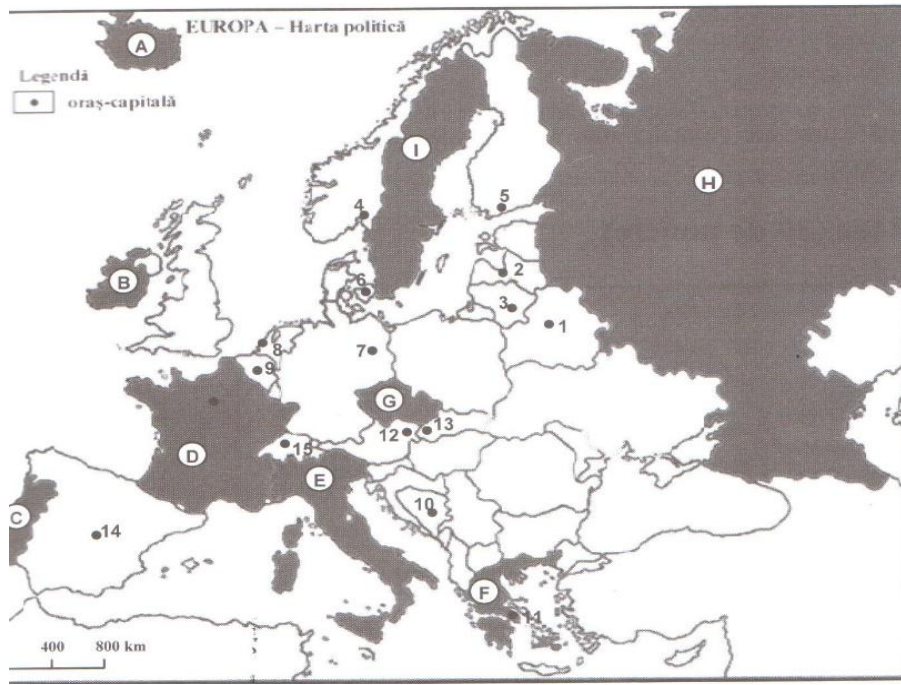 EUROPA – Harta politică
A
Legendă
oraș-capitală
I
H
4
5
B
6
2
3
1
8
7
9
G
12
13
15
D
E
10
C
14
F
11
400 800 km